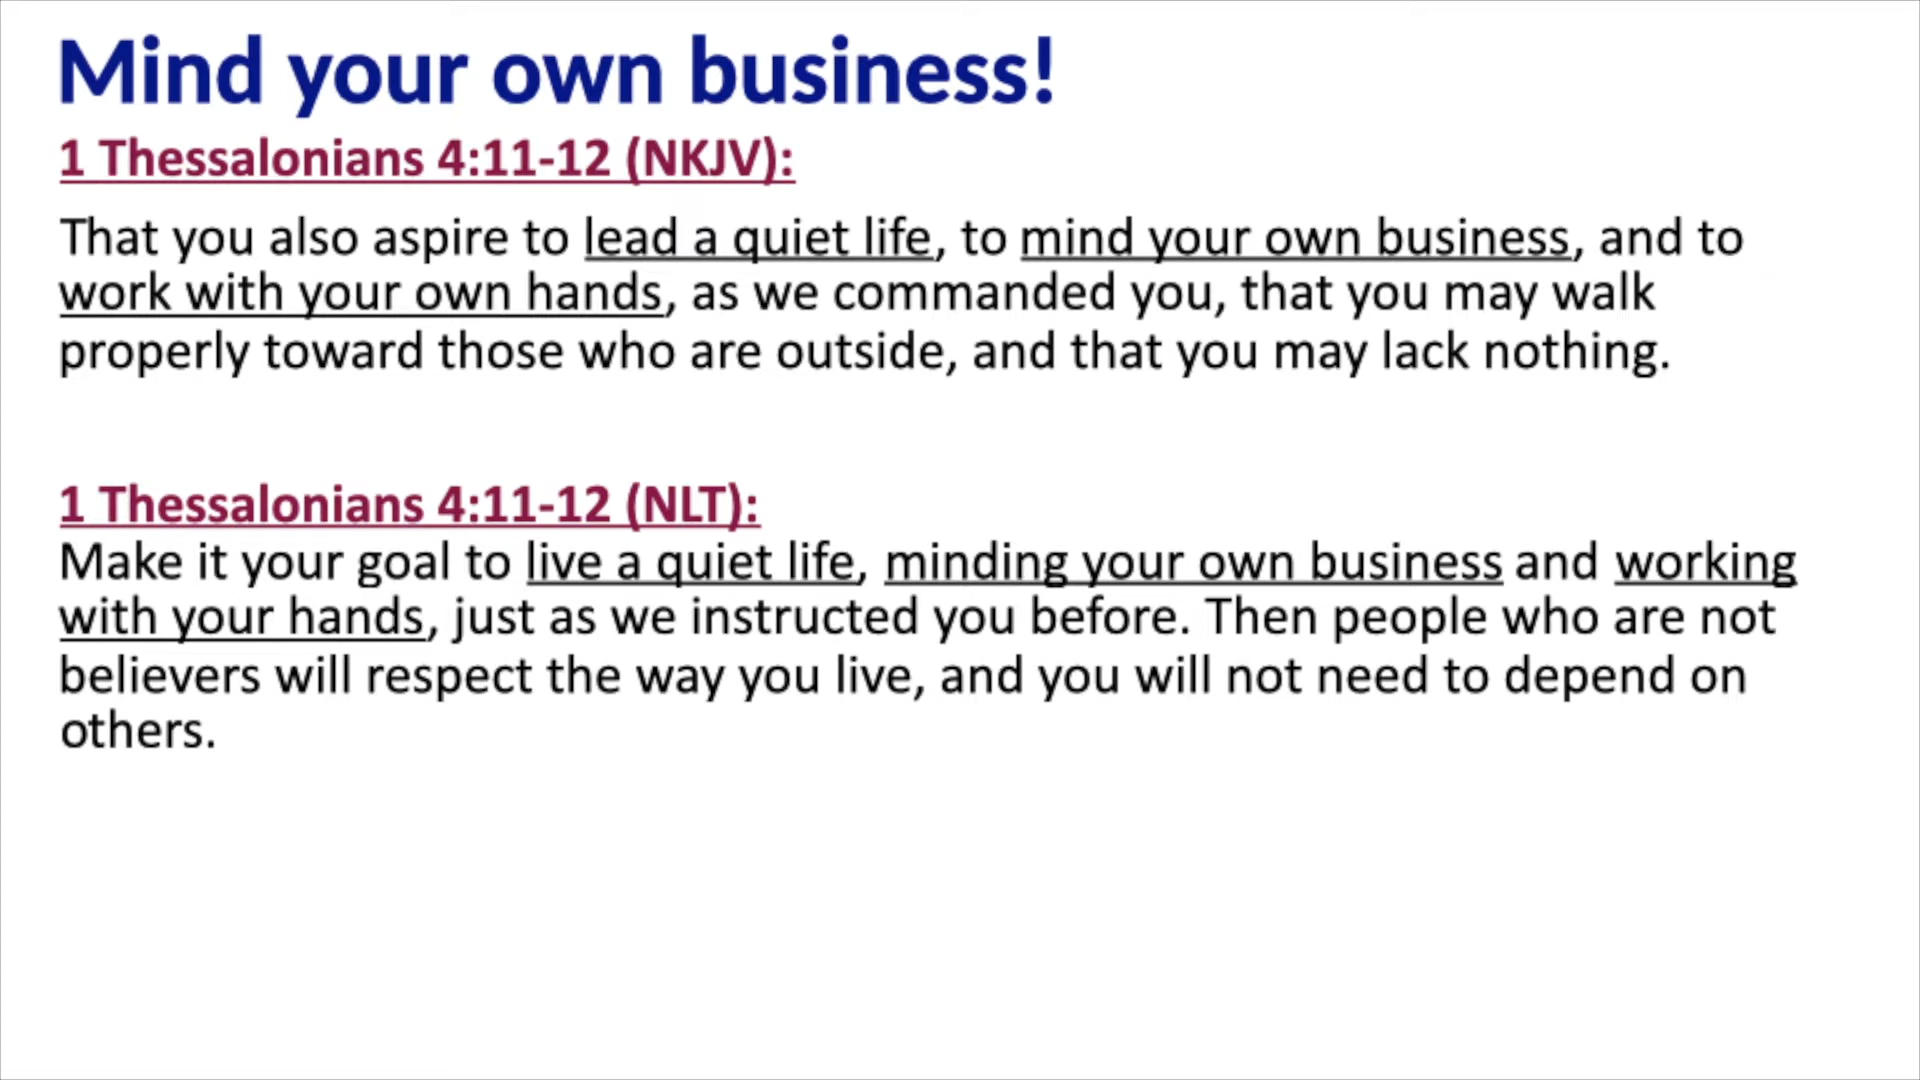 Mind your own business!
1 Thessalonians 4:11-12 (NKJV):
That you also aspire to lead a quiet life, to mind your own business, and to
work with your own hands, as we commanded you, that you may walk
properly toward those who are outside, and that you may lack nothing.
1 Thessalonians 4:11-12 (NLT):
Make it your goal to live a quiet life, minding your own business and working
with your hands, just as we instructed you before. Then people who are not
believers will respect the way you live, and you will not need to depend on
others.